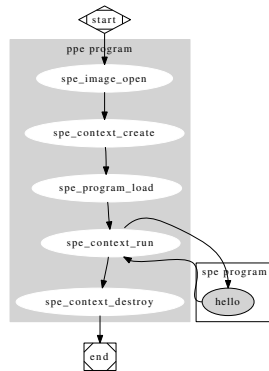 start
ppe program
spe_image_open
spe_context_create
spe_program_load
spe_context_run
spe program
hello
spe_context_destroy
end